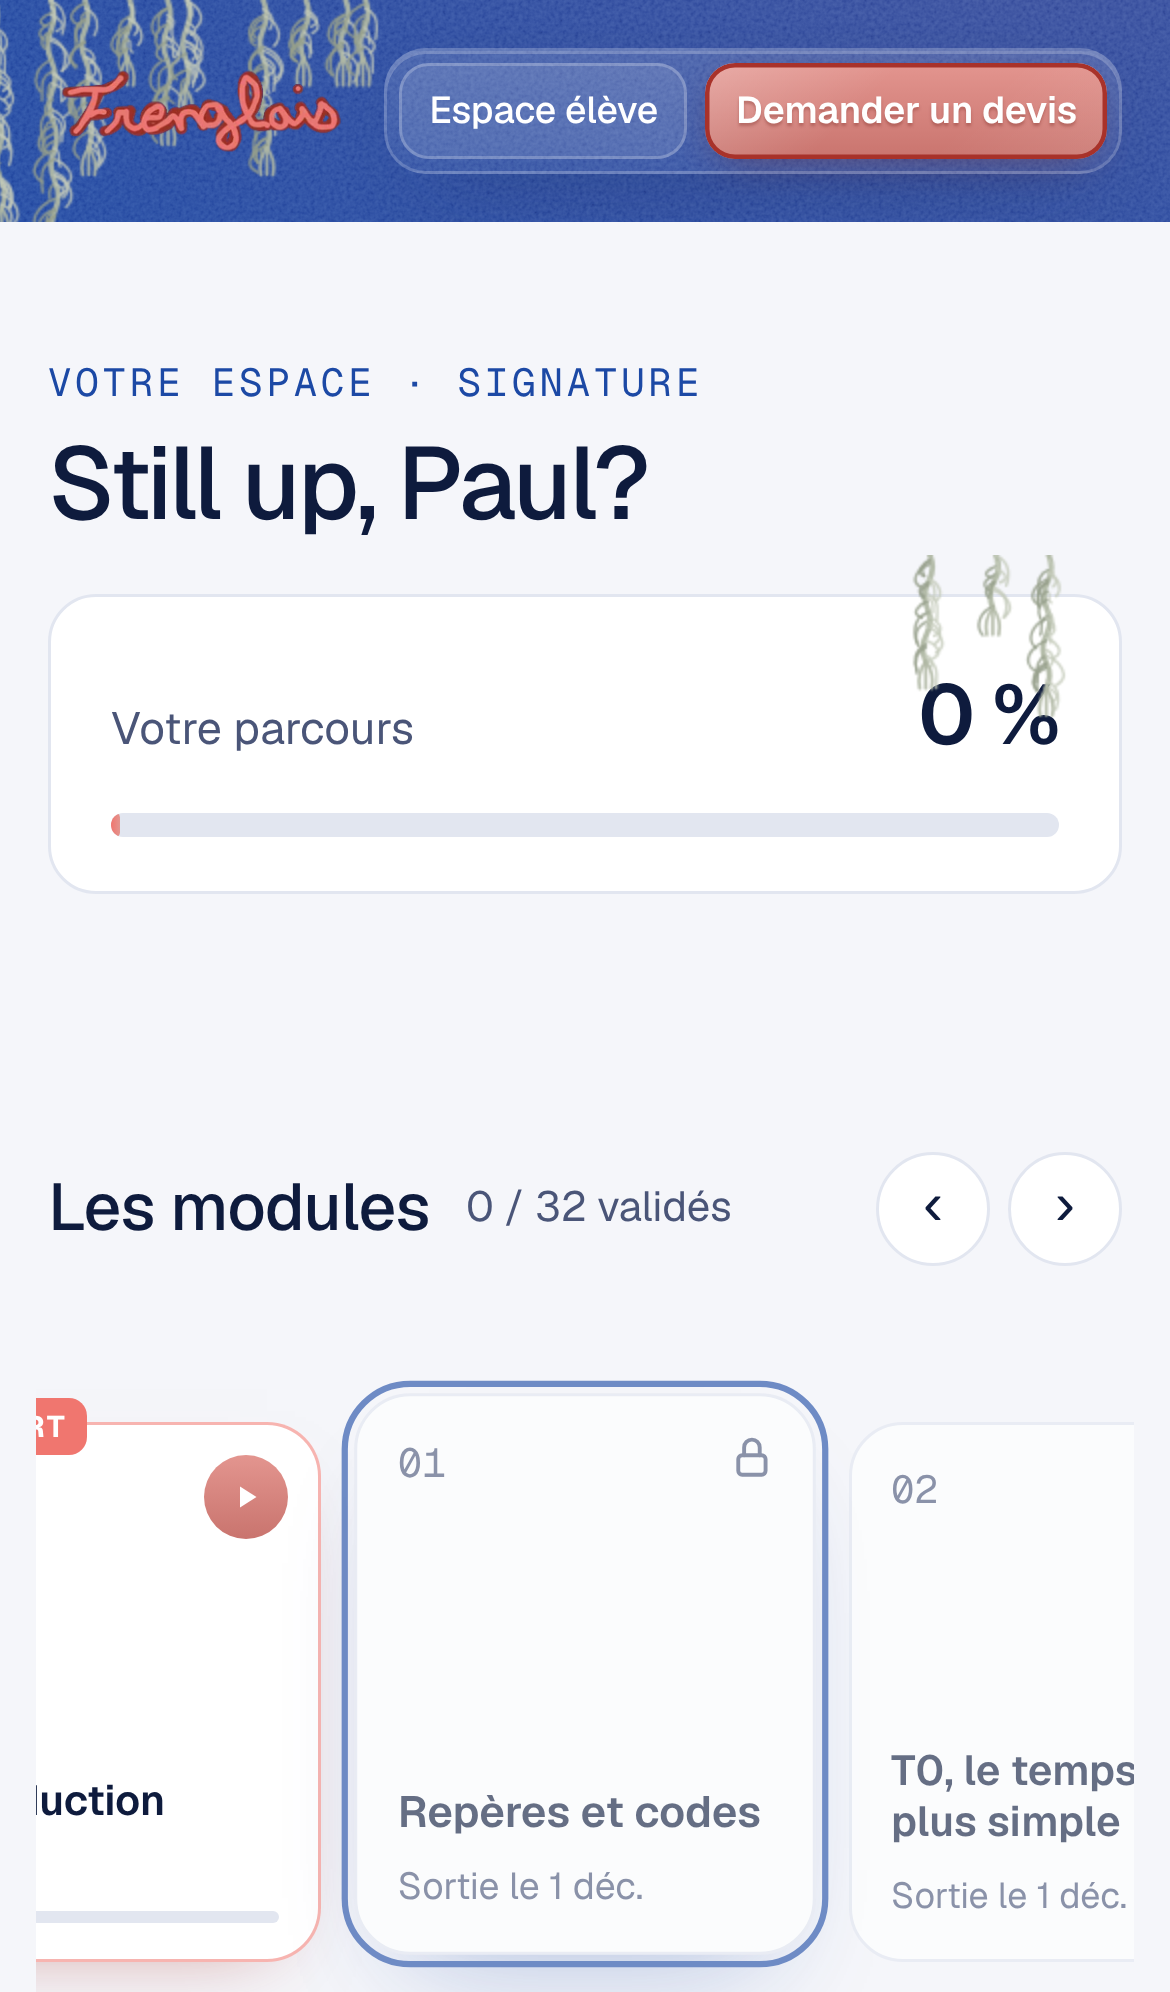 Frenglais
Espace élève
Demander un devis
VOTRE ESPACE · SIGNATURE
Still up, Paul?
Votre parcours
0 %
Les modules
0 / 32 validés
‹ ›
RT
01
02
duction
Repères et codes
T0, le temps
plus simple
Sortie le 1 déc.
Sortie le 1 déc.